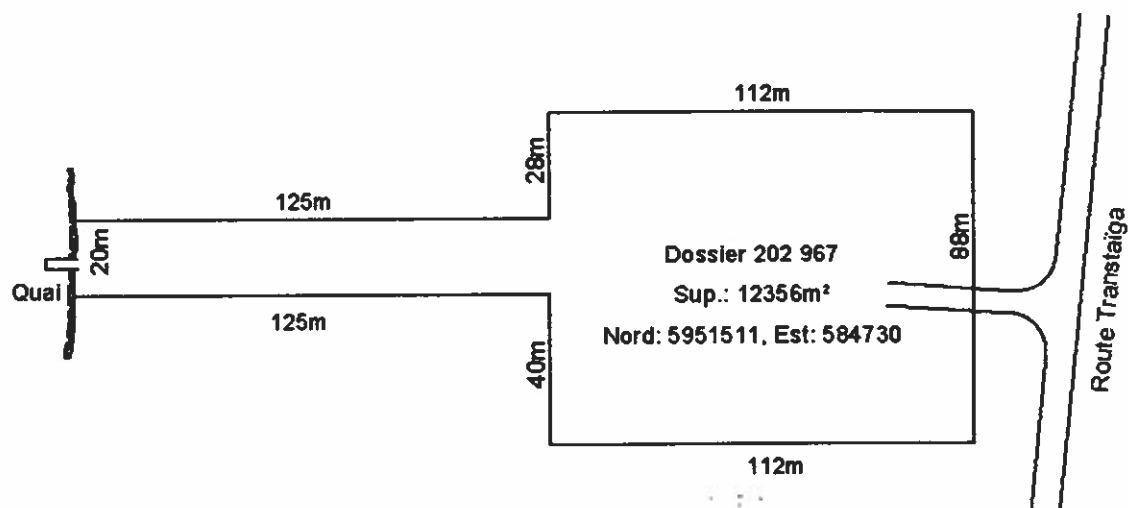 112m
28m
125m
20m
Quai
125m
40m
Dossier 202 967
Sup.: 12356m²
Nord: 5951511, Est: 584730
88m
112m
Route Transtaïga